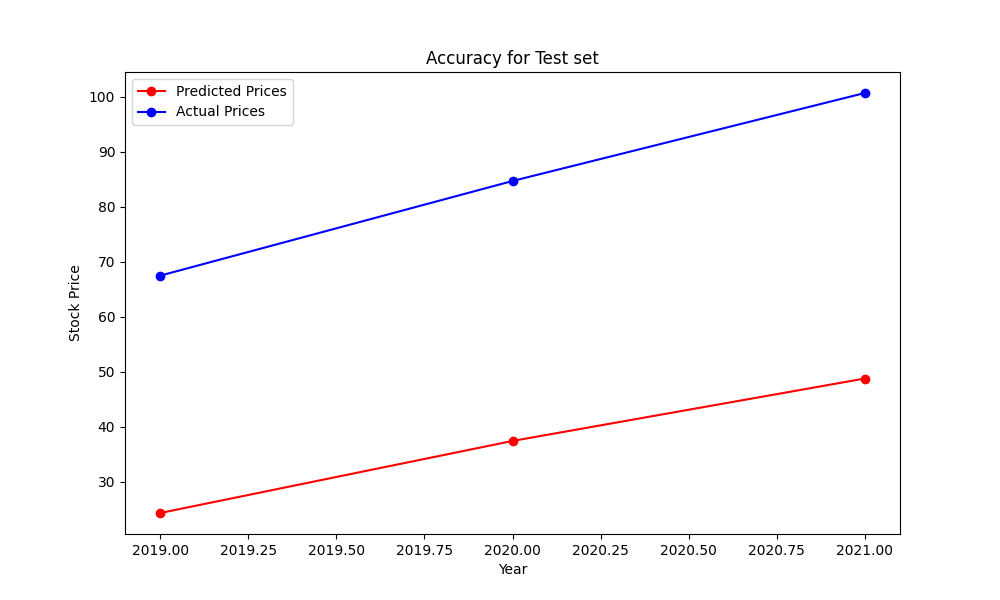 Accuracy for Test set
Predicted Prices
Actual Prices
100
90
80
70
60
50
40
30
Stock Price
2019.00 2019.25 2019.50 2019.75 2020.00 2020.25 2020.50 2020.75 2021.00
Year